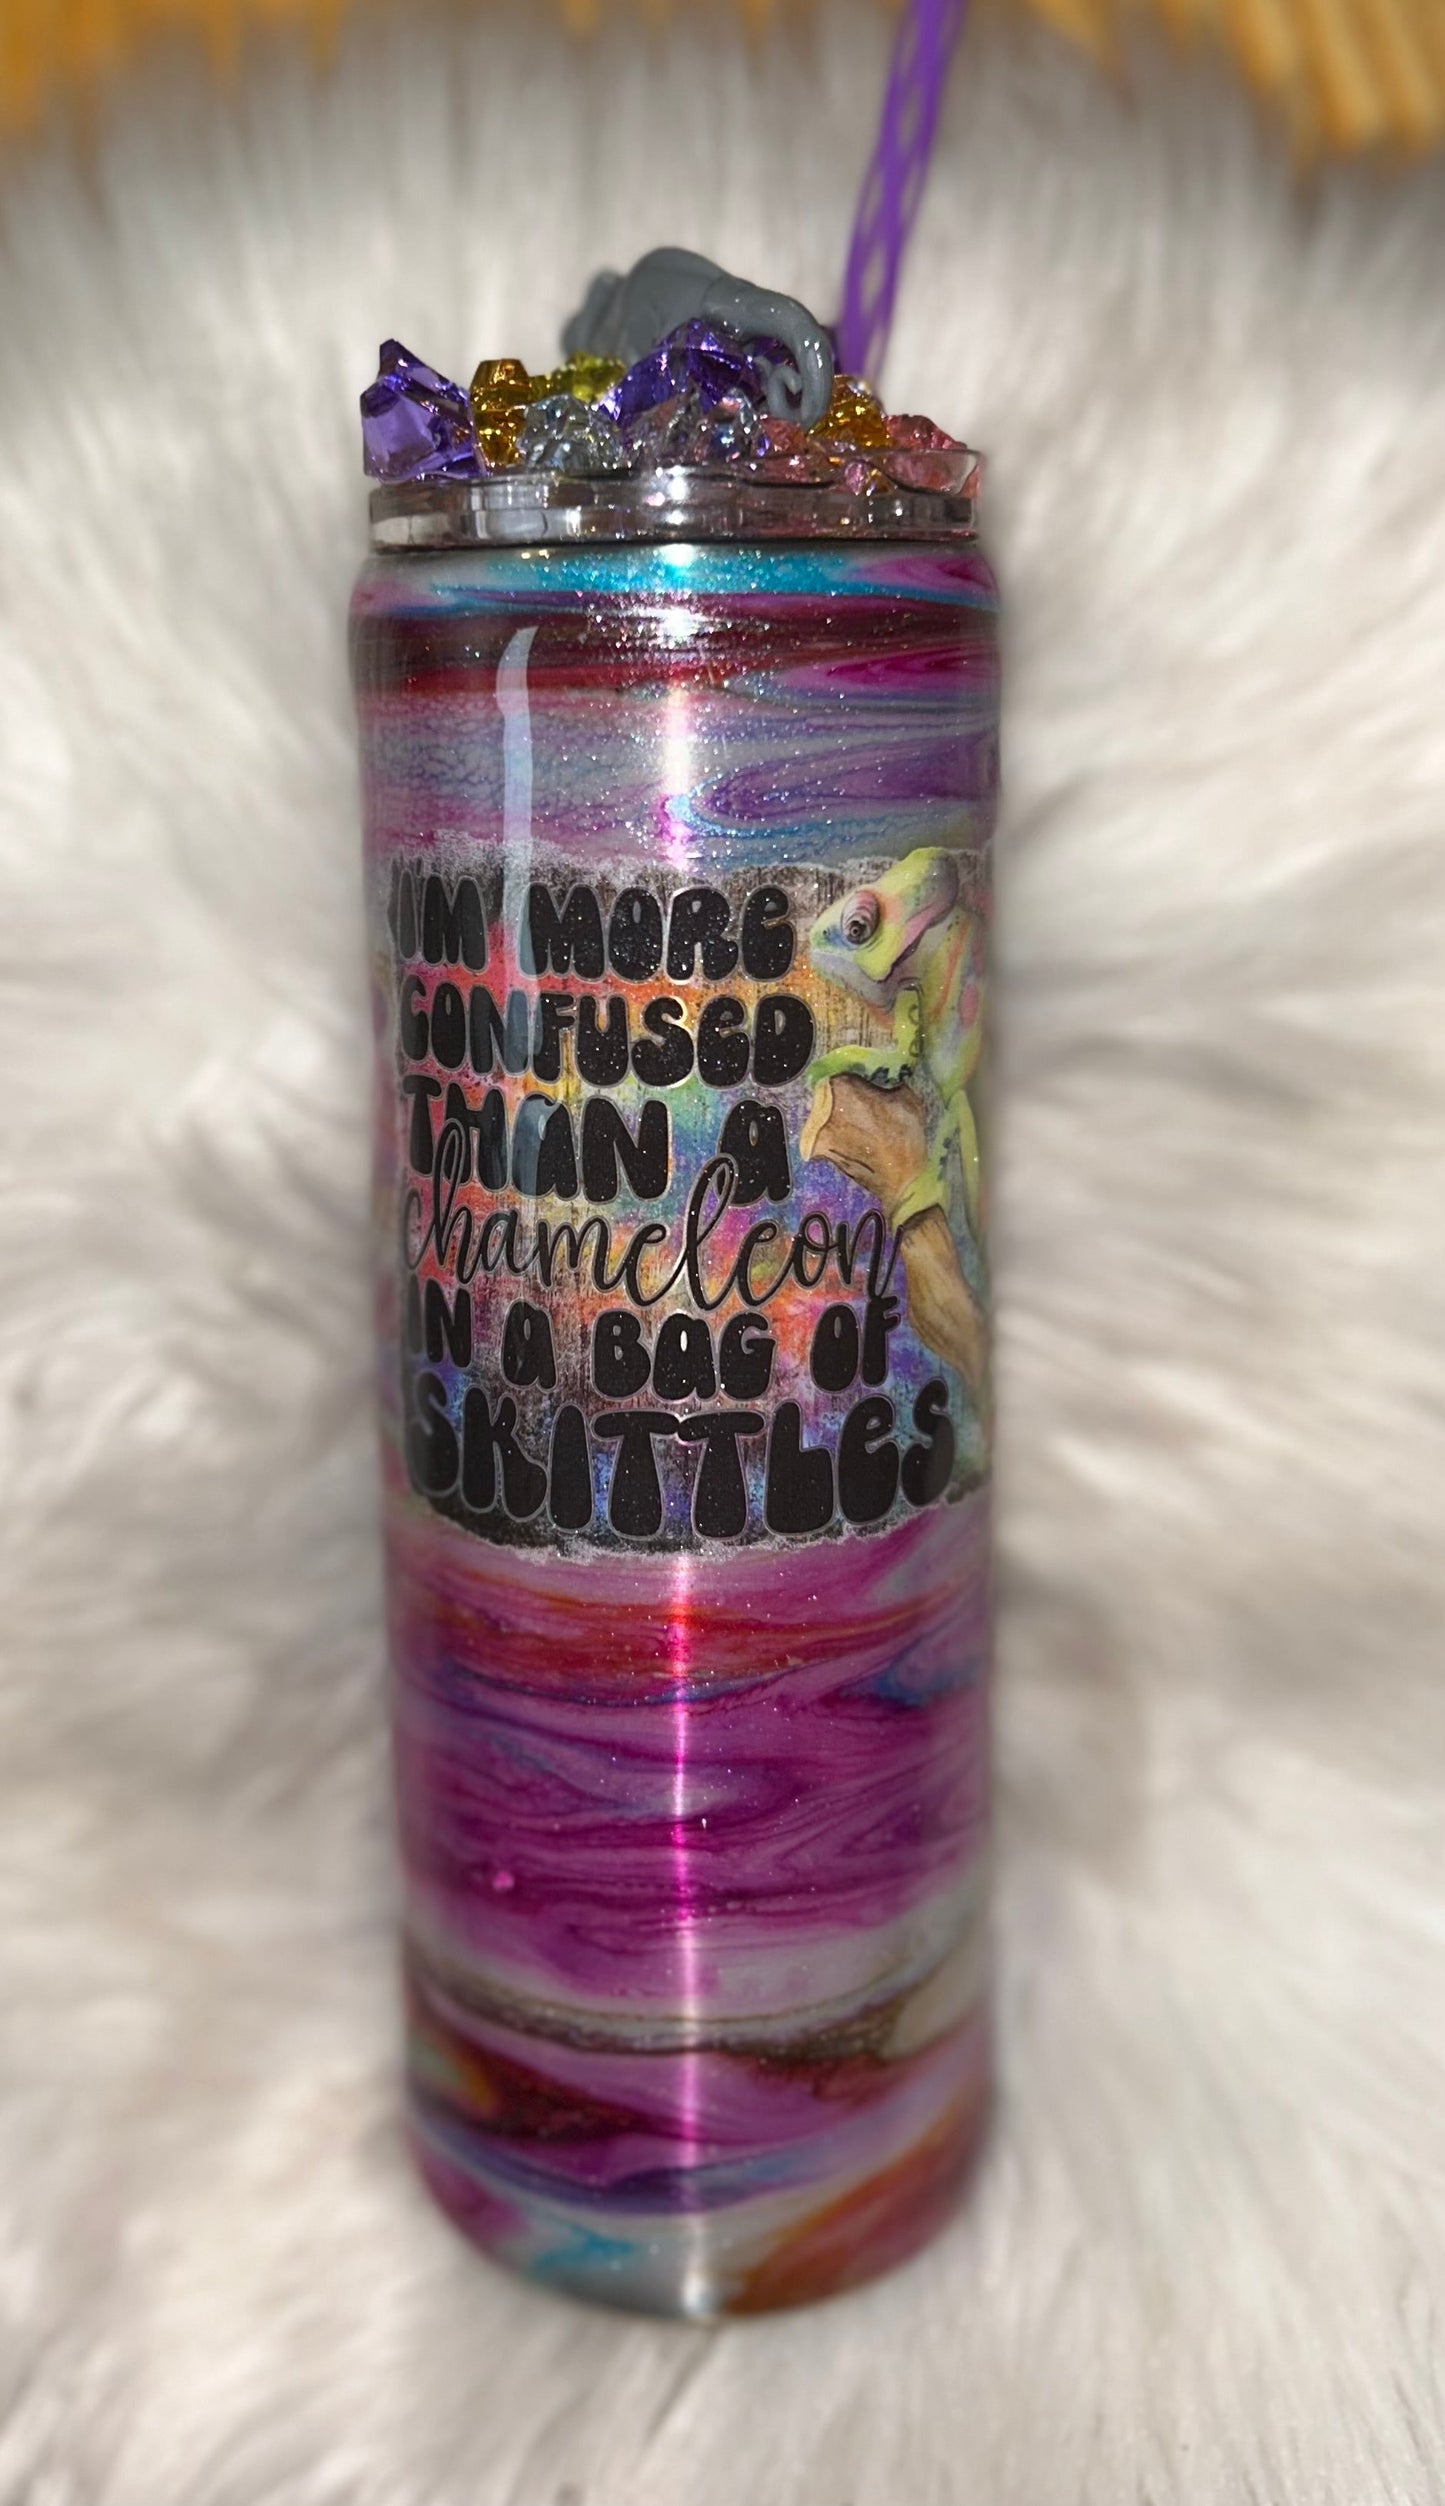 I'M MORE
CONFUSED
THAN A
chameleon
IN A BAG OF
SKITTLES